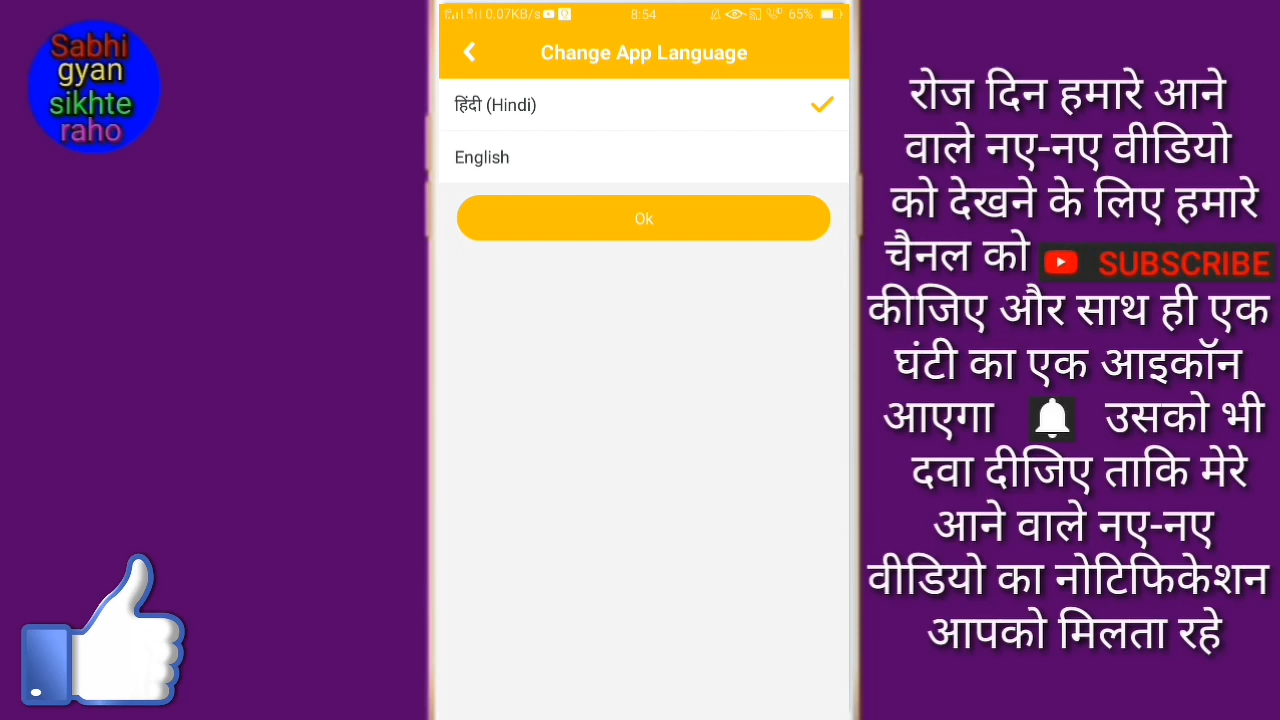 Sabhi
gyan
sikhte
raho
0.07KB/s
8:54
65%
Change App Language
हिंदी (Hindi)
English
Ok
रोज दिन हमारे आने
वाले नए-नए वीडियो
को देखने के लिए हमारे
चैनल को SUBSCRIBE
कीजिए और साथ ही एक
घंटी का एक आइकॉन
आएगा उसको भी
दवा दीजिए ताकि मेरे
आने वाले नए-नए
वीडियो का नोटिफिकेशन
आपको मिलता रहे